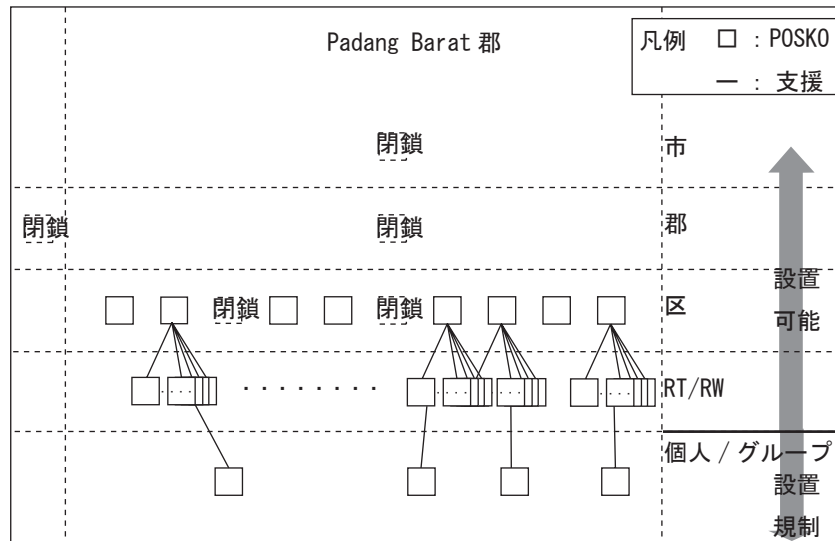 Padang Barat 郡
凡例 □ : POSKO
― : 支援
閉鎖
市
閉鎖
閉鎖
郡
閉鎖
閉鎖
区
設置
可能
・・・・・・・・
RT/RW
個人 / グループ
設置
規制